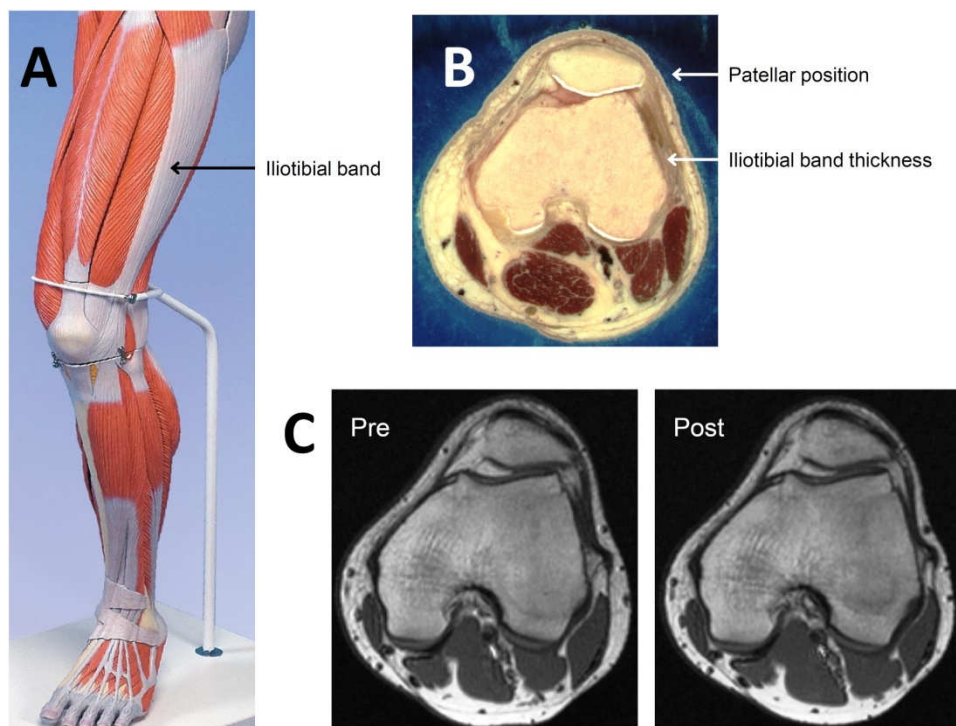 A
Iliotibial band
B
Patellar position
Iliotibial band thickness
C
Pre
Post